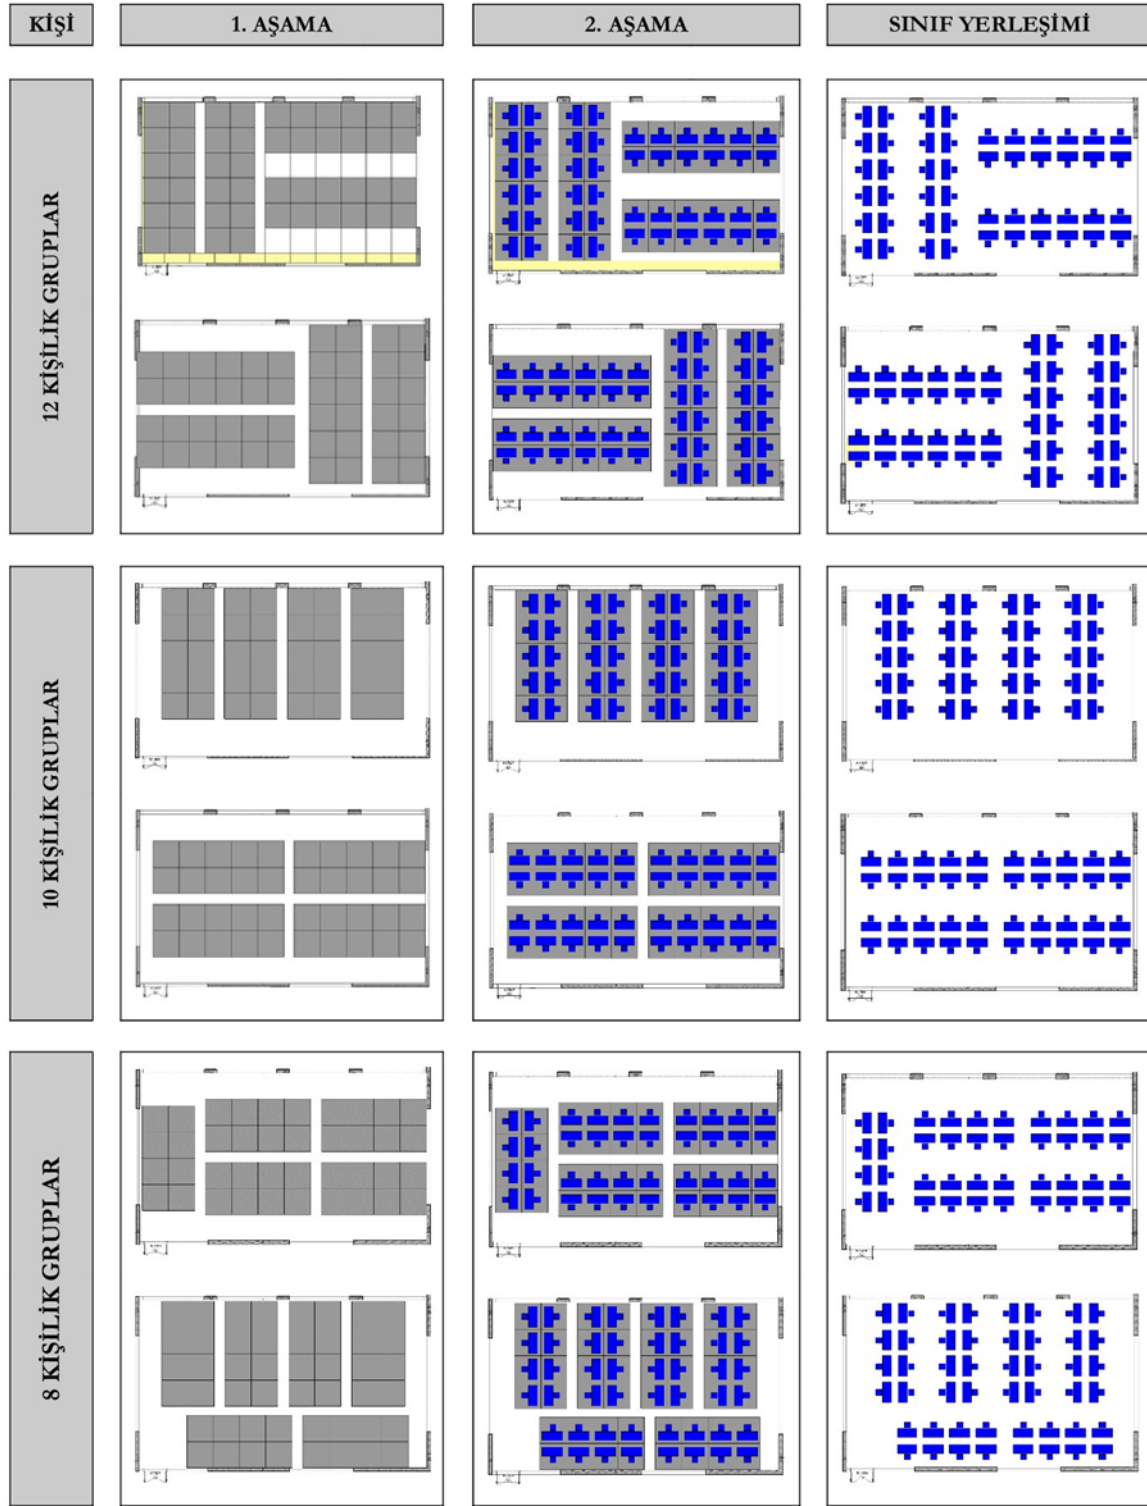 KİŞİ
1. AŞAMA
2. AŞAMA
SINIF YERLEŞİMİ
12 KİŞİLİK GRUPLAR
10 KİŞİLİK GRUPLAR
8 KİŞİLİK GRUPLAR